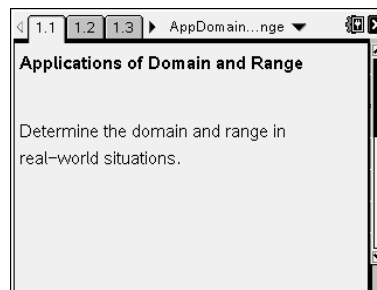 1.1 1.2 1.3 AppDomain...nge
Applications of Domain and Range
Determine the domain and range in
real-world situations.